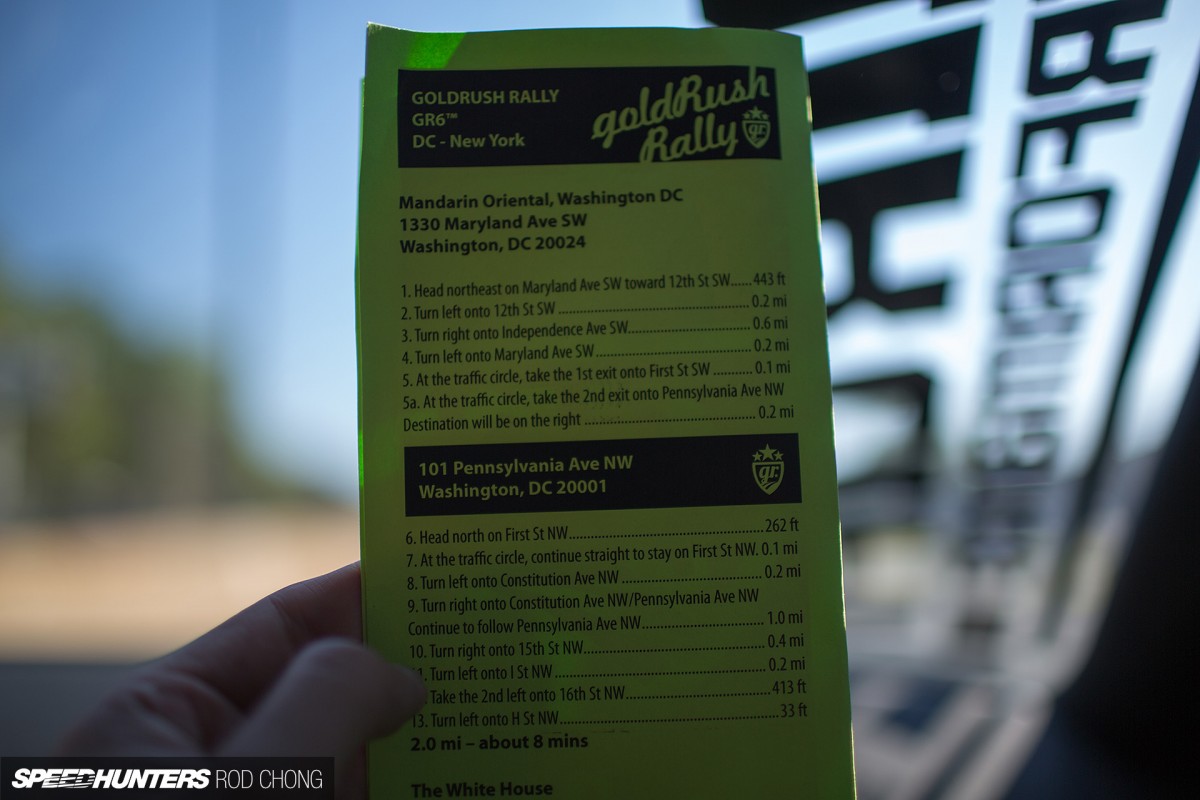 GOLDRUSH RALLY
GR6™
DC - New York
goldRush
Rally
gr.
Mandarin Oriental, Washington DC
1330 Maryland Ave SW
Washington, DC 20024
1. Head northeast on Maryland Ave SW toward 12th St SW......443 ft
2. Turn left onto 12th St SW ........................................ 0.2 mi
3. Turn right onto Independence Ave SW......................... 0.6 mi
4. Turn left onto Maryland Ave SW ................................ 0.2 mi
5. At the traffic circle, take the 1st exit onto First St SW .......... 0.1 mi
5a. At the traffic circle, take the 2nd exit onto Pennsylvania Ave NW
Destination will be on the right ................................... 0.2 mi
101 Pennsylvania Ave NW
Washington, DC 20001
gr.
6. Head north on First St NW........................................262 ft
7. At the traffic circle, continue straight to stay on First St NW. 0.1 mi
8. Turn left onto Constitution Ave NW ............................. 0.2 mi
9. Turn right onto Constitution Ave NW/Pennsylvania Ave NW
Continue to follow Pennsylvania Ave NW......................... 1.0 mi
10. Turn right onto 15th St NW...................................... 0.4 mi
1. Turn left onto I St NW ............................................ 0.2 mi
Take the 2nd left onto 16th St NW..............................413 ft
13. Turn left onto H St NW............................................ 33 ft
2.0 mi – about 8 mins
The White House
SPEEDHUNTERS ROD CHONG